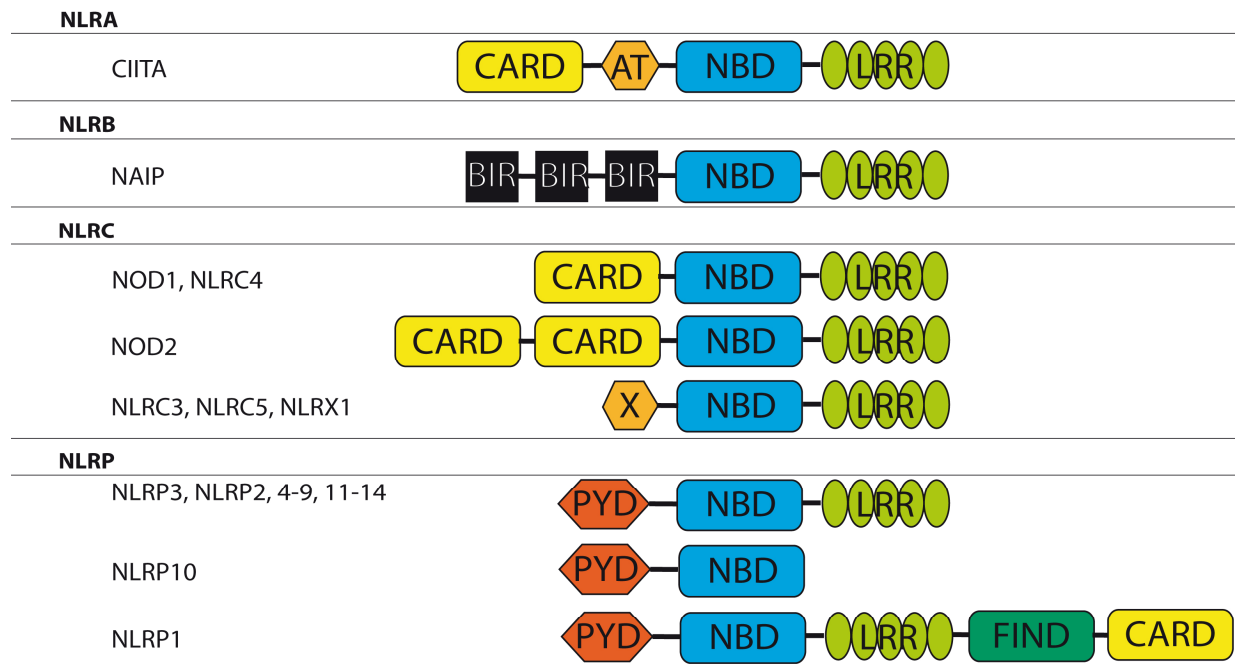 NLRA
CIITA CARD AT NBD LRR
NLRB
NAIP BIR BIR BIR NBD LRR
NLRC
NOD1, NLRC4 CARD NBD LRR
NOD2 CARD CARD NBD LRR
NLRC3, NLRC5, NLRX1 X NBD LRR
NLRP
NLRP3, NLRP2, 4-9, 11-14 PYD NBD LRR
NLRP10 PYD NBD
NLRP1 PYD NBD LRR FIND CARD